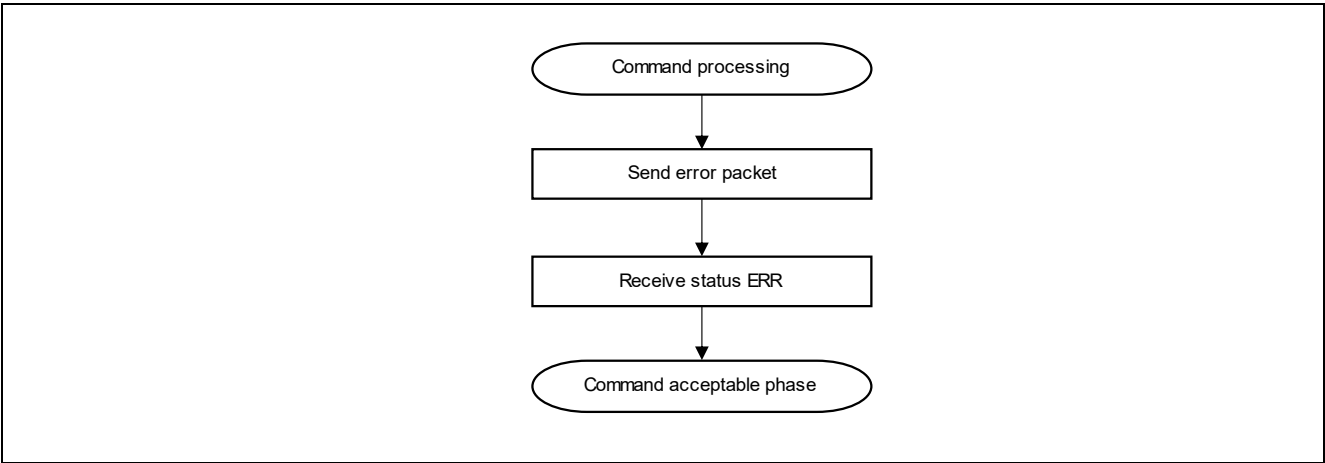 Command processing
Send error packet
Receive status ERR
Command acceptable phase